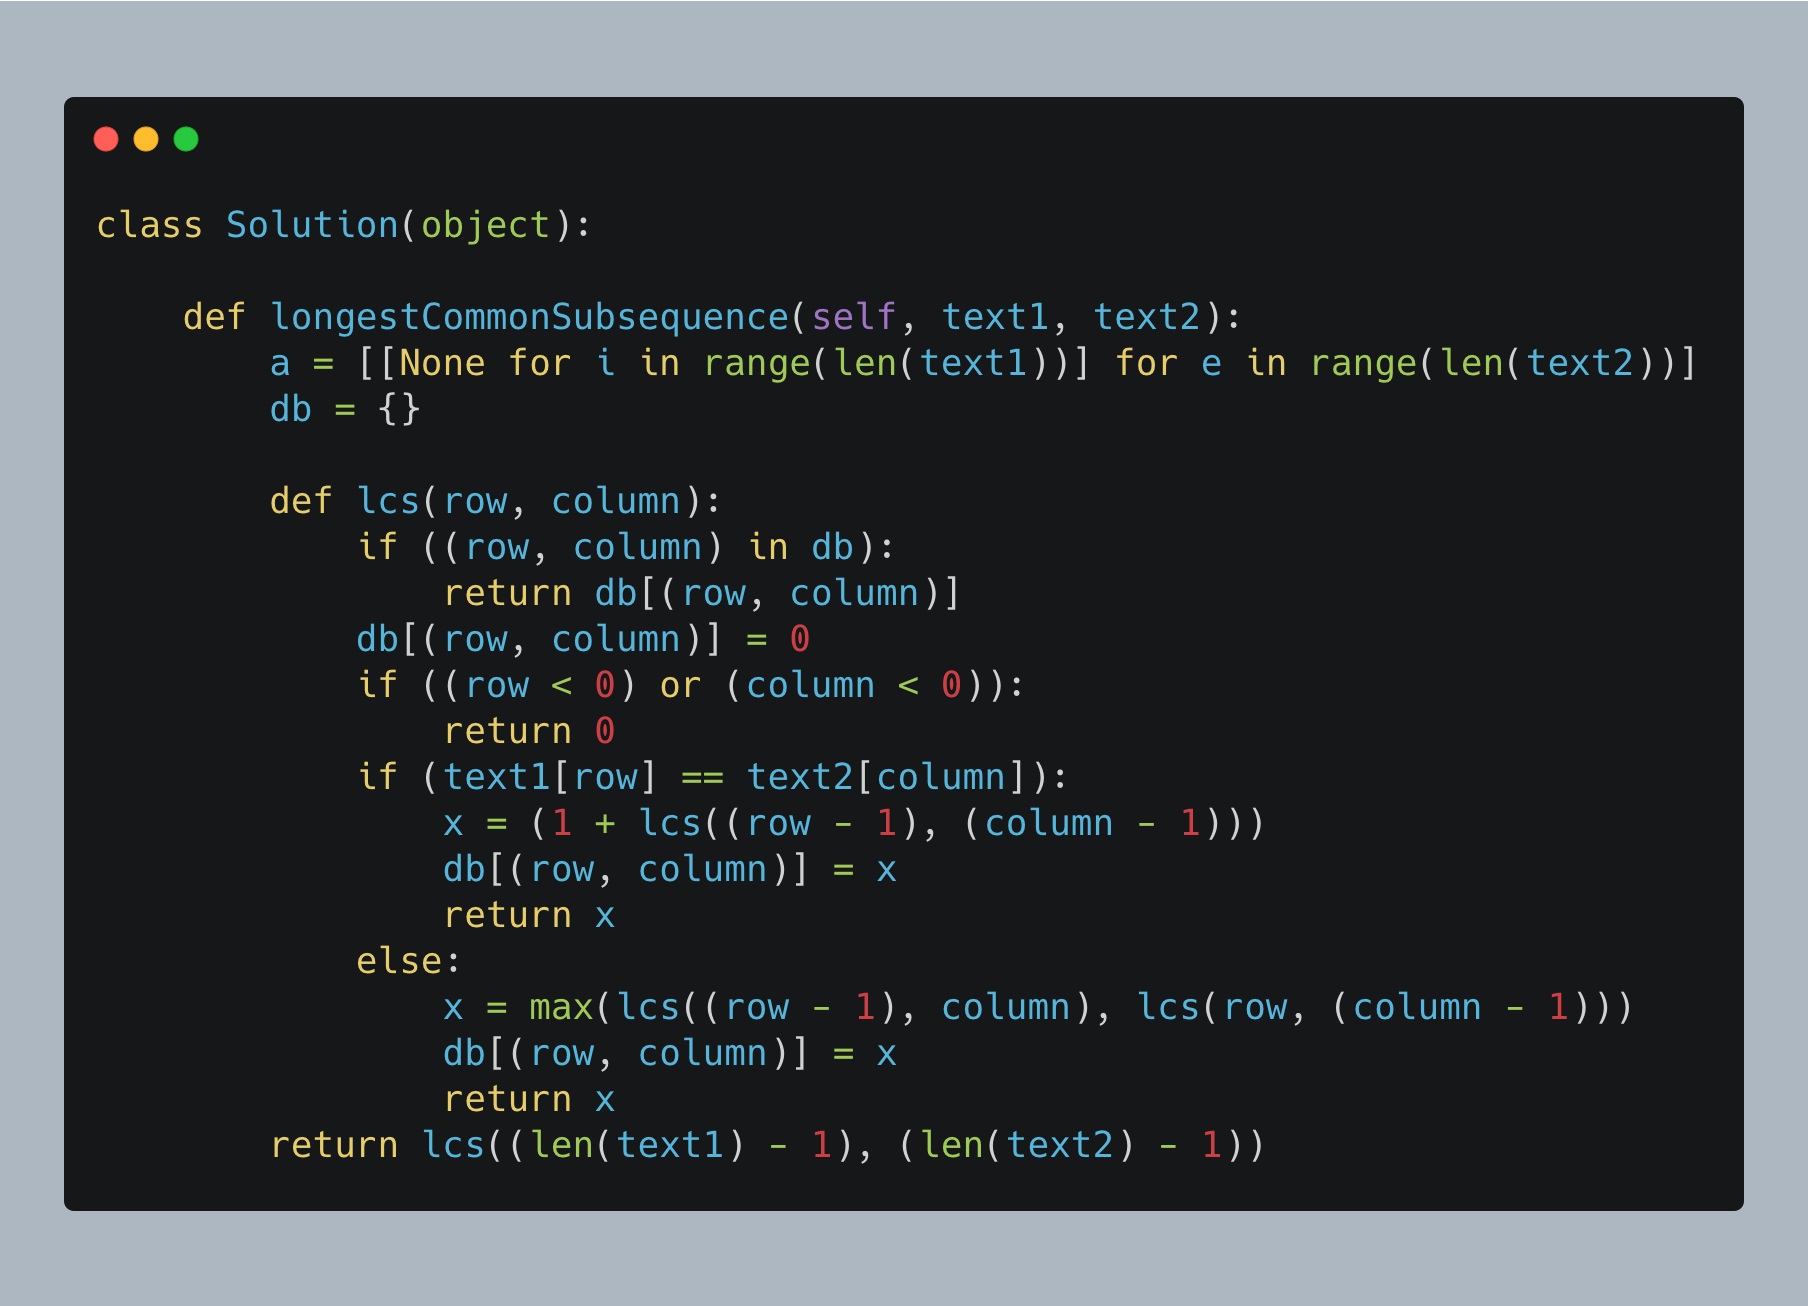 class Solution(object):

    def longestCommonSubsequence(self, text1, text2):
        a = [[None for i in range(len(text1))] for e in range(len(text2))]
        db = {}

        def lcs(row, column):
            if ((row, column) in db):
                return db[(row, column)]
            db[(row, column)] = 0
            if ((row < 0) or (column < 0)):
                return 0
            if (text1[row] == text2[column]):
                x = (1 + lcs((row - 1), (column - 1)))
                db[(row, column)] = x
                return x
            else:
                x = max(lcs((row - 1), column), lcs(row, (column - 1)))
                db[(row, column)] = x
                return x
        return lcs((len(text1) - 1), (len(text2) - 1))